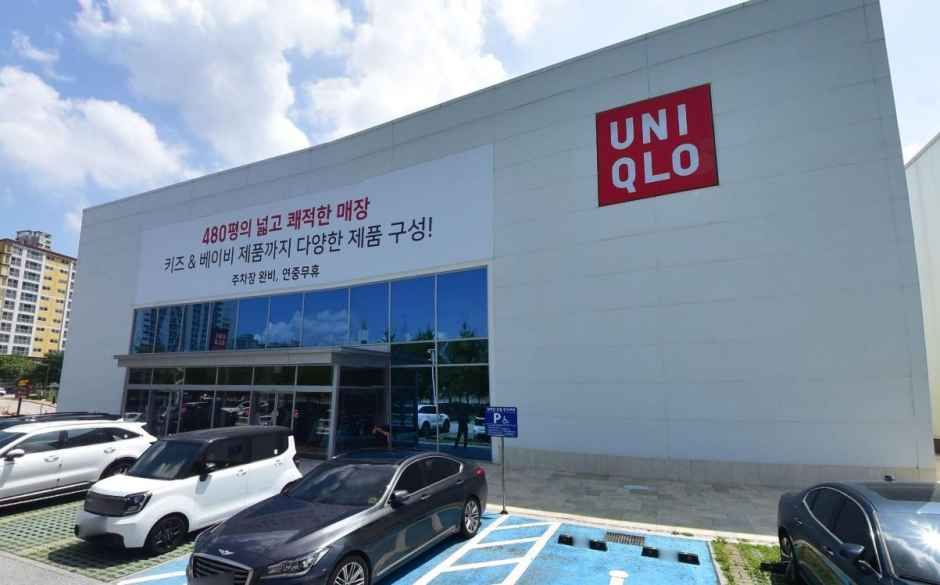 UNI
QLO
480평의 넓고 쾌적한 매장
키즈 & 베이비 제품까지 다양한 제품 구성!
주차장 완비, 연중무휴
P